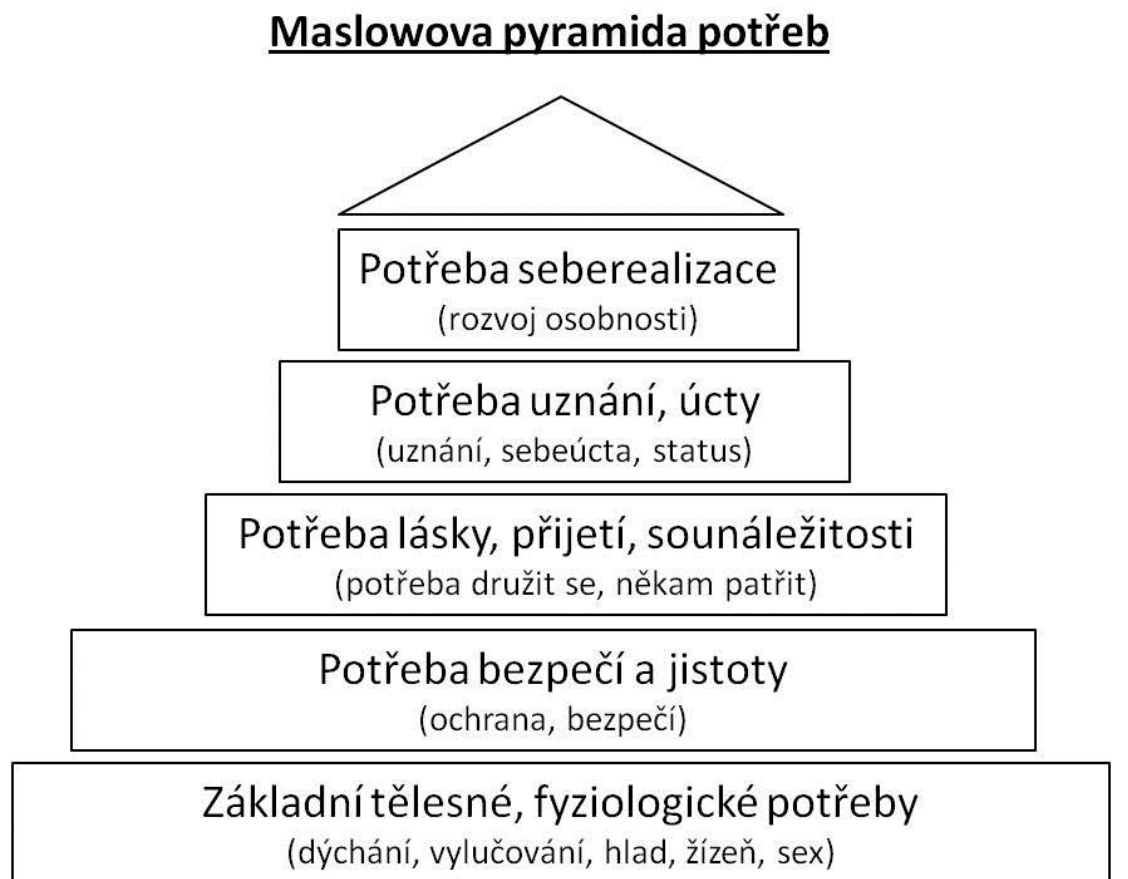 Maslowova pyramida potřeb
Potřeba seberealizace
(rozvoj osobnosti)
Potřeba uznání, úcty
(uznání, sebeúcta, status)
Potřeba lásky, přijetí, sounáležitosti
(potřeba družit se, někam patřit)
Potřeba bezpečí a jistoty
(ochrana, bezpečí)
Základní tělesné, fyziologické potřeby
(dýchání, vylučování, hlad, žízeň, sex)